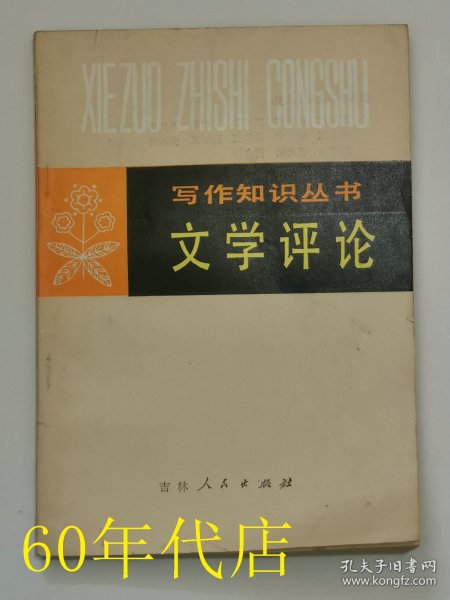 XIEZUO ZHISHI CONGSHU
写作知识丛书
文学评论
吉林人民出版社
60年代店
孔夫子旧书网
www.kongfz.com